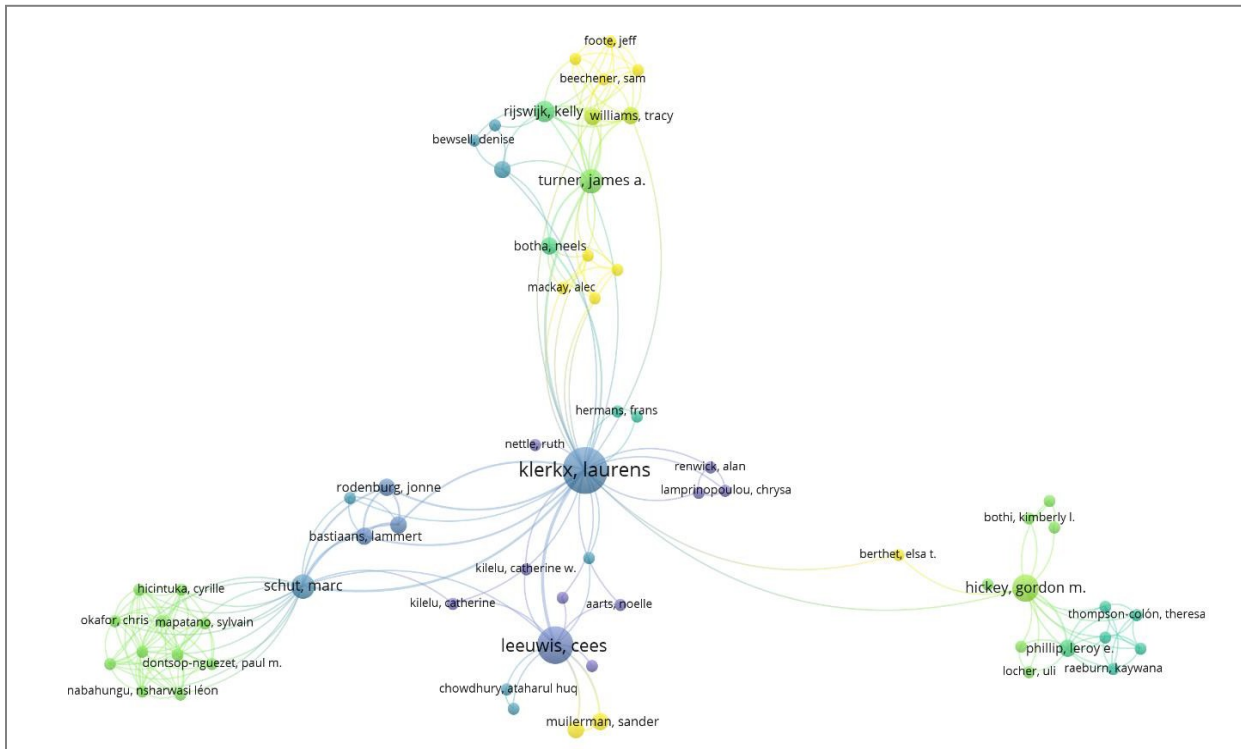 foote, jeff
beechener, sam
rijswijk, kelly
williams, tracy
bewsell, denise
turner, james a.
botha, neels
mackay, alec
hermans, frans
nettle, ruth
klerkx, laurens
renwick, alan
lamprinopoulou, chrysa
rodenburg, jonne
bastiaans, lammert
bothi, kimberly l.
berthet, elsa t.
kilelu, catherine w.
schut, marc
hickey, gordon m.
hicintuka, cyrille
kilelu, catherine
aarts, noelle
thompson-colón, theresa
okafor, chris
mapatano, sylvain
leeuwis, cees
phillip, leroy e.
dontsop-nguezet, paul m.
locher, uli
raeburn, kaywana
nabahungu, nsharwasi léon
chowdhury, ataharul huq
muilerman, sander